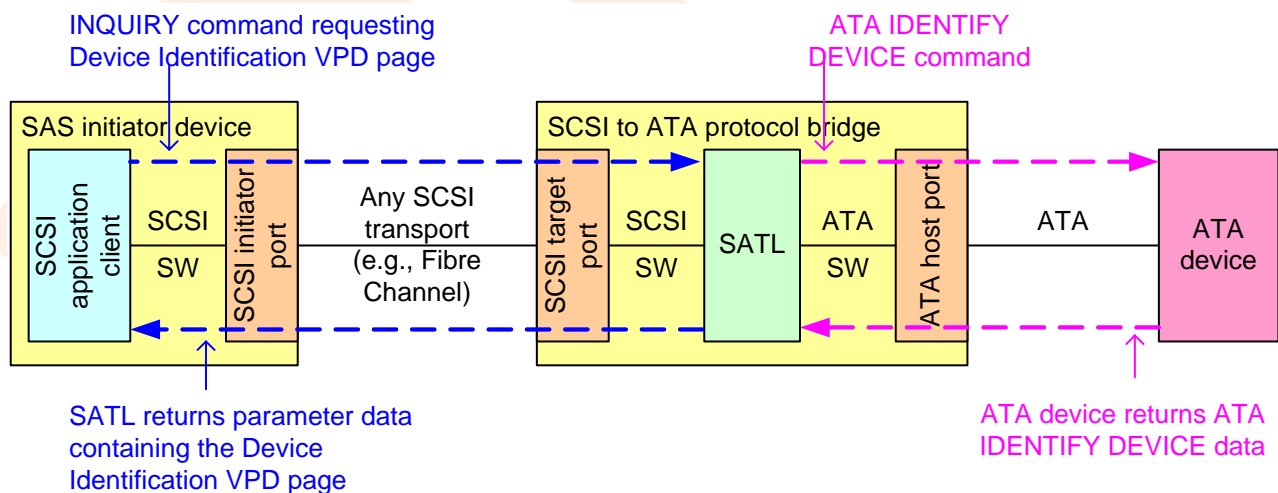 INQUIRY command requesting
Device Identification VPD page
ATA IDENTIFY
DEVICE command
SAS initiator device
SCSI to ATA protocol bridge
SCSI
application
client
SCSI
SW
SCSI initiator
port
Any SCSI
transport
(e.g., Fibre
Channel)
SCSI target
port
SCSI
SW
SATL
ATA
SW
ATA host port
ATA
ATA
device
SATL returns parameter data
containing the Device
Identification VPD page
ATA device returns ATA
IDENTIFY DEVICE data